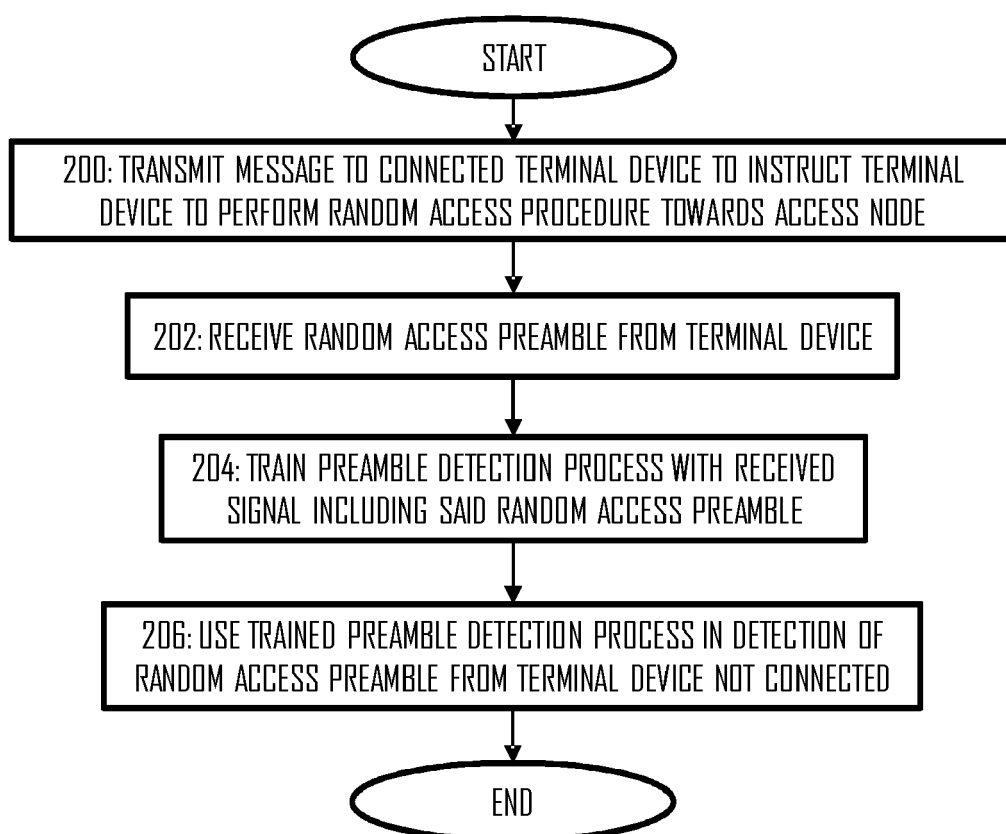 START
200: TRANSMIT MESSAGE TO CONNECTED TERMINAL DEVICE TO INSTRUCT TERMINAL
DEVICE TO PERFORM RANDOM ACCESS PROCEDURE TOWARDS ACCESS NODE
202: RECEIVE RANDOM ACCESS PREAMBLE FROM TERMINAL DEVICE
204: TRAIN PREAMBLE DETECTION PROCESS WITH RECEIVED
SIGNAL INCLUDING SAID RANDOM ACCESS PREAMBLE
206: USE TRAINED PREAMBLE DETECTION PROCESS IN DETECTION OF
RANDOM ACCESS PREAMBLE FROM TERMINAL DEVICE NOT CONNECTED
END